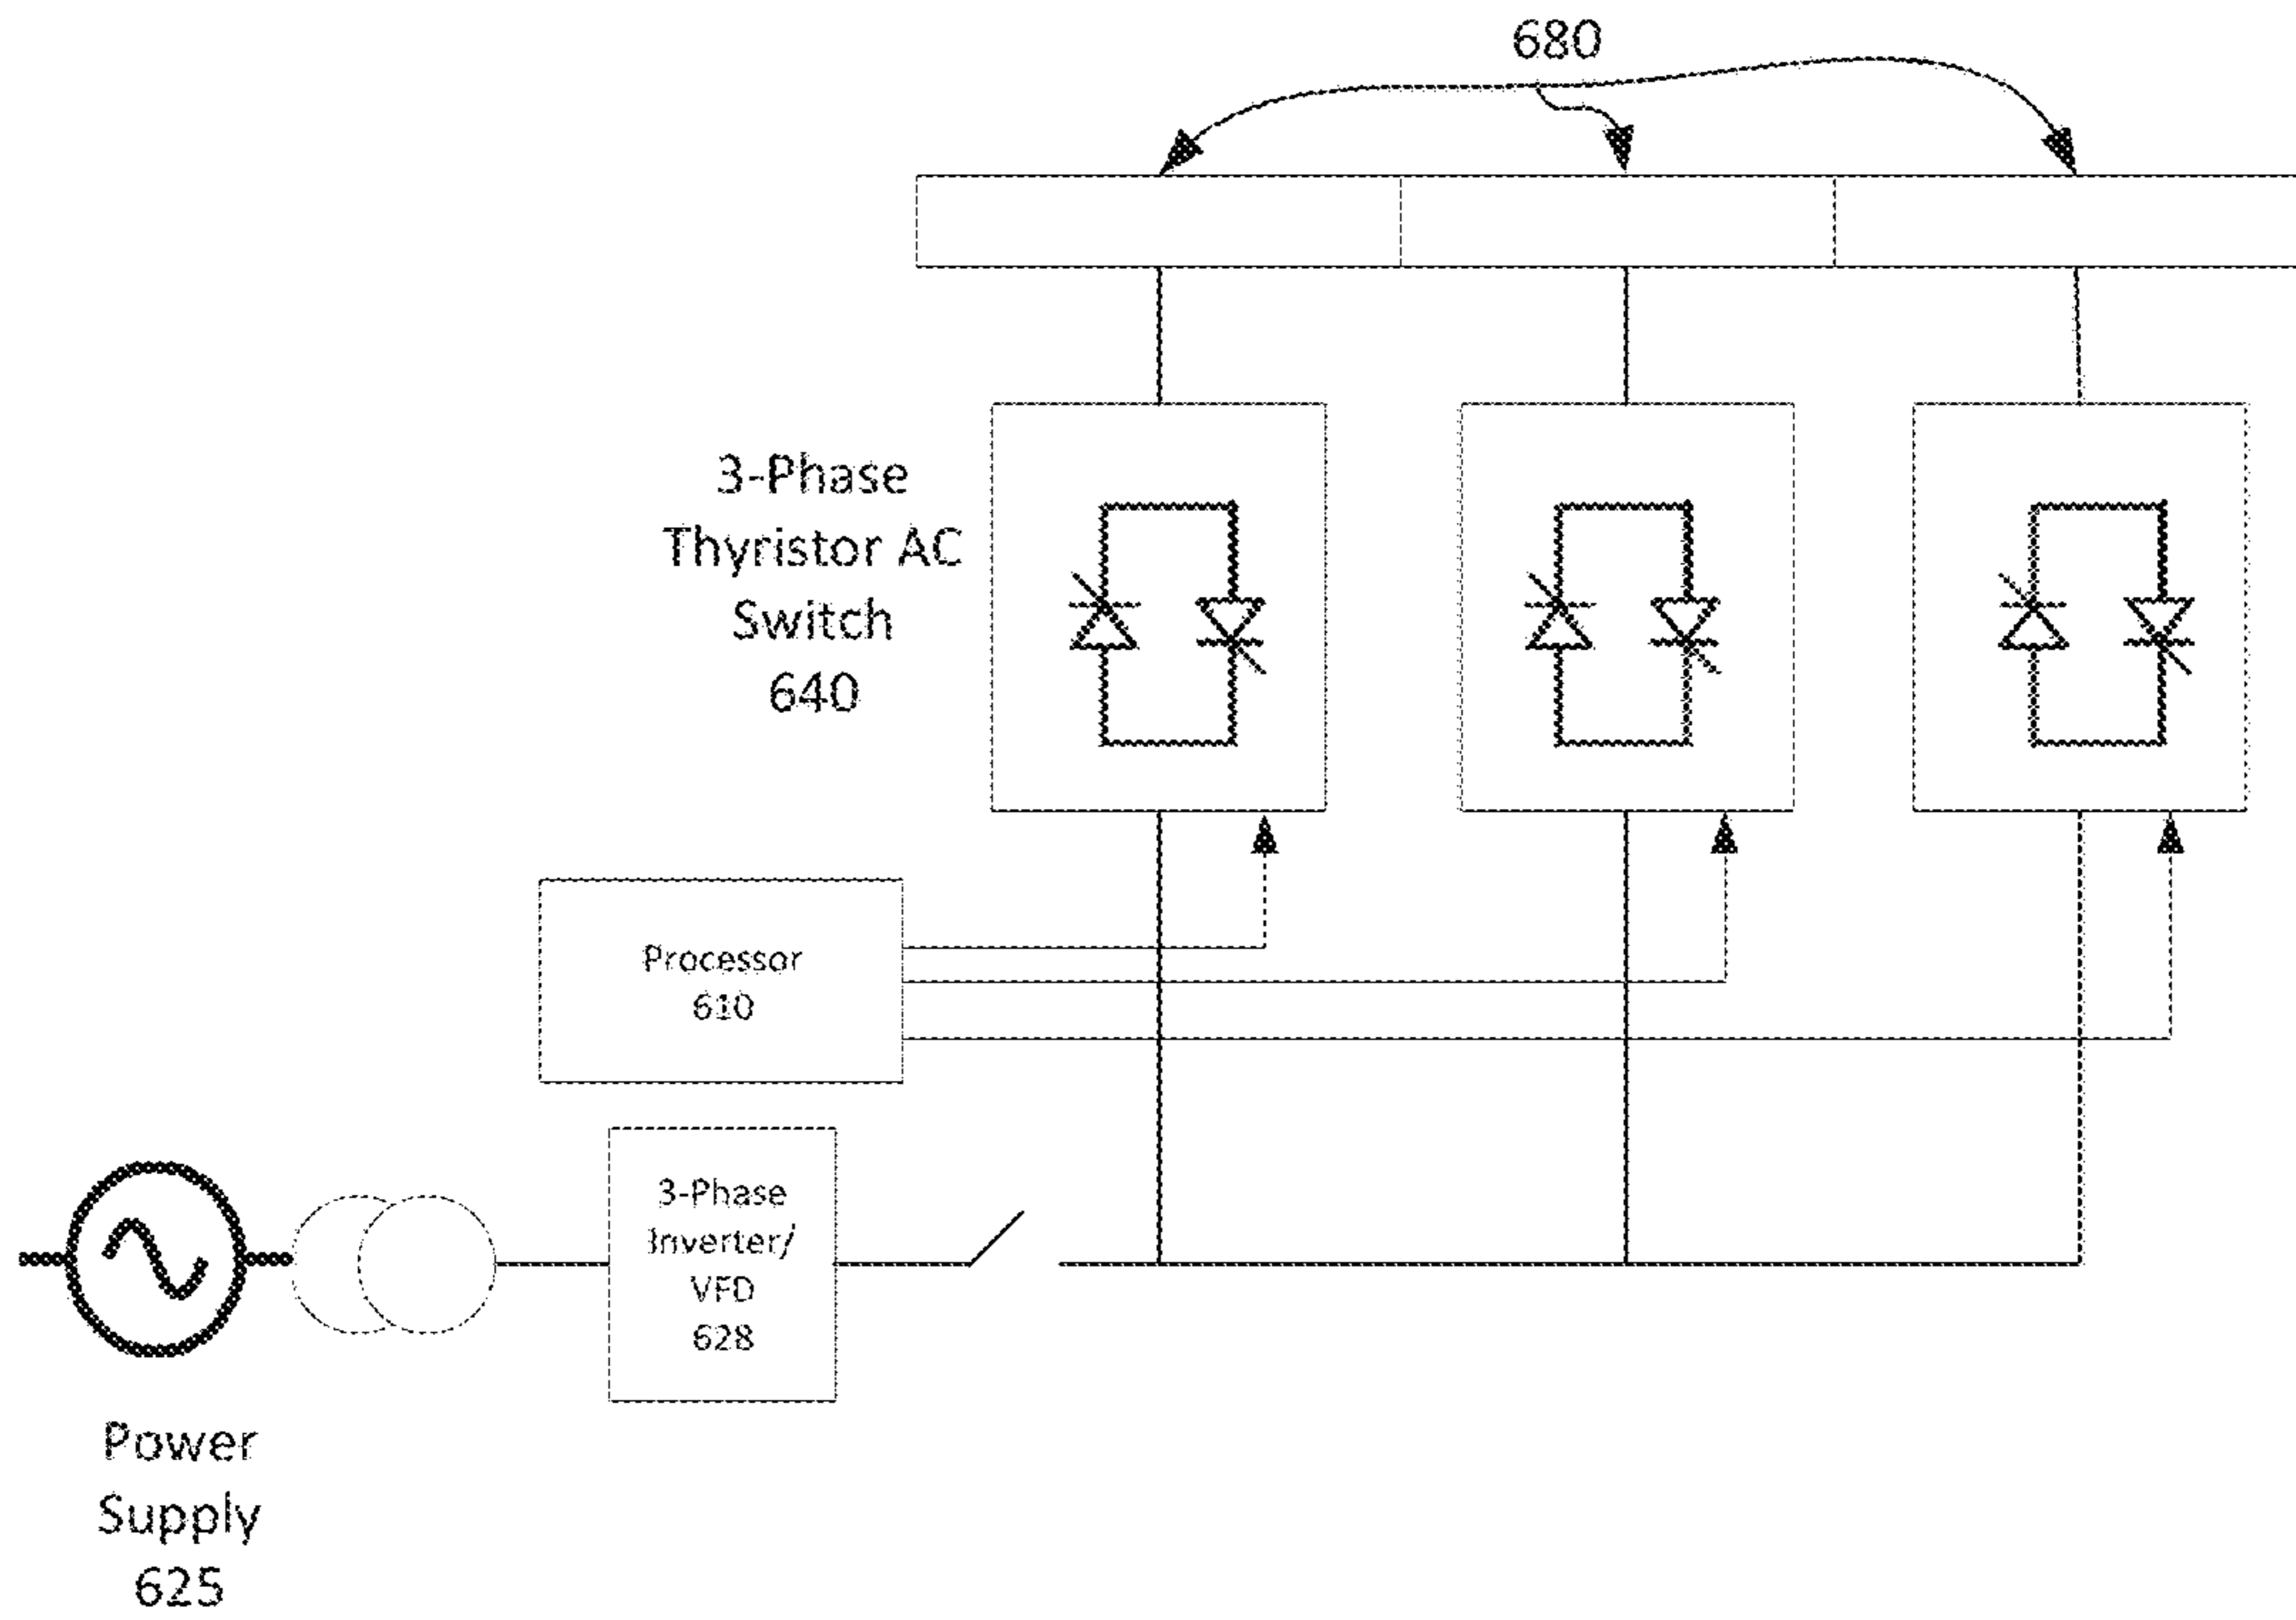 680
3-Phase
Thyristor AC
Switch
640
Processor
610
3-Phase
Inverter/
VFD
628
Power
Supply
625